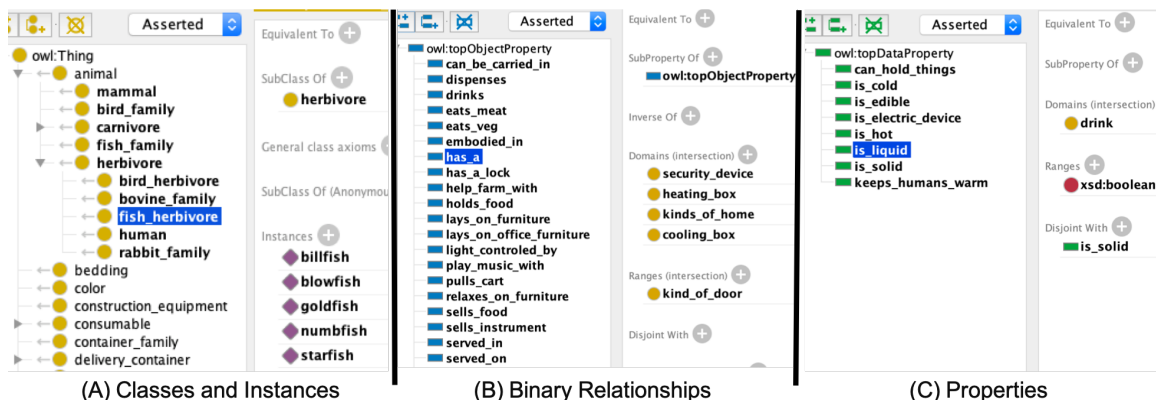 Asserted
owl:Thing
animal
mammal
bird_family
carnivore
fish_family
herbivore
bird_herbivore
bovine_family
fish_herbivore
human
rabbit_family
bedding
color
construction_equipment
consumable
container_family
delivery_container
Equivalent To
SubClass Of
herbivore
General class axioms
SubClass Of (Anonymou
Instances
billfish
blowfish
goldfish
numbfish
starfish
(A) Classes and Instances
Asserted
owl:topObjectProperty
can_be_carried_in
dispenses
drinks
eats_meat
eats_veg
embodied_in
has_a
has_a_lock
help_farm_with
holds_food
lays_on_furniture
lays_on_office_furniture
light_controled_by
play_music_with
pulls_cart
relaxes_on_furniture
sells_food
sells_instrument
served_in
served_on
Equivalent To
SubProperty Of
owl:topObjectProperty
Inverse Of
Domains (intersection)
security_device
heating_box
kinds_of_home
cooling_box
Ranges (intersection)
kind_of_door
Disjoint With
(B) Binary Relationships
Asserted
owl:topDataProperty
can_hold_things
is_cold
is_edible
is_electric_device
is_hot
is_liquid
is_solid
keeps_humans_warm
Equivalent To
SubProperty Of
Domains (intersection)
drink
Ranges
xsd:boolean
Disjoint With
is_solid
(C) Properties